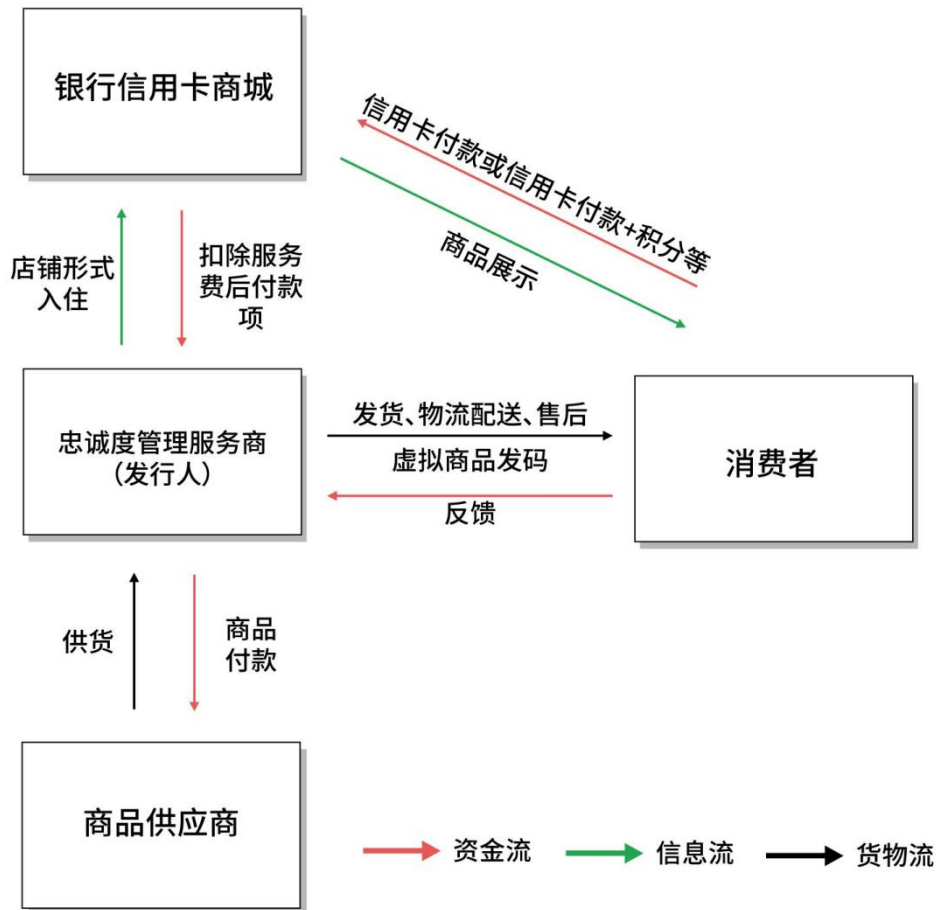 银行信用卡商城
信用卡付款或信用卡付款+积分等
商品展示
店铺形式
入住
扣除服务
费后付款
项
忠诚度管理服务商
(发行人)
发货、物流配送、售后
虚拟商品发码
反馈
消费者
供货
商品
付款
商品供应商
资金流
信息流
货物流